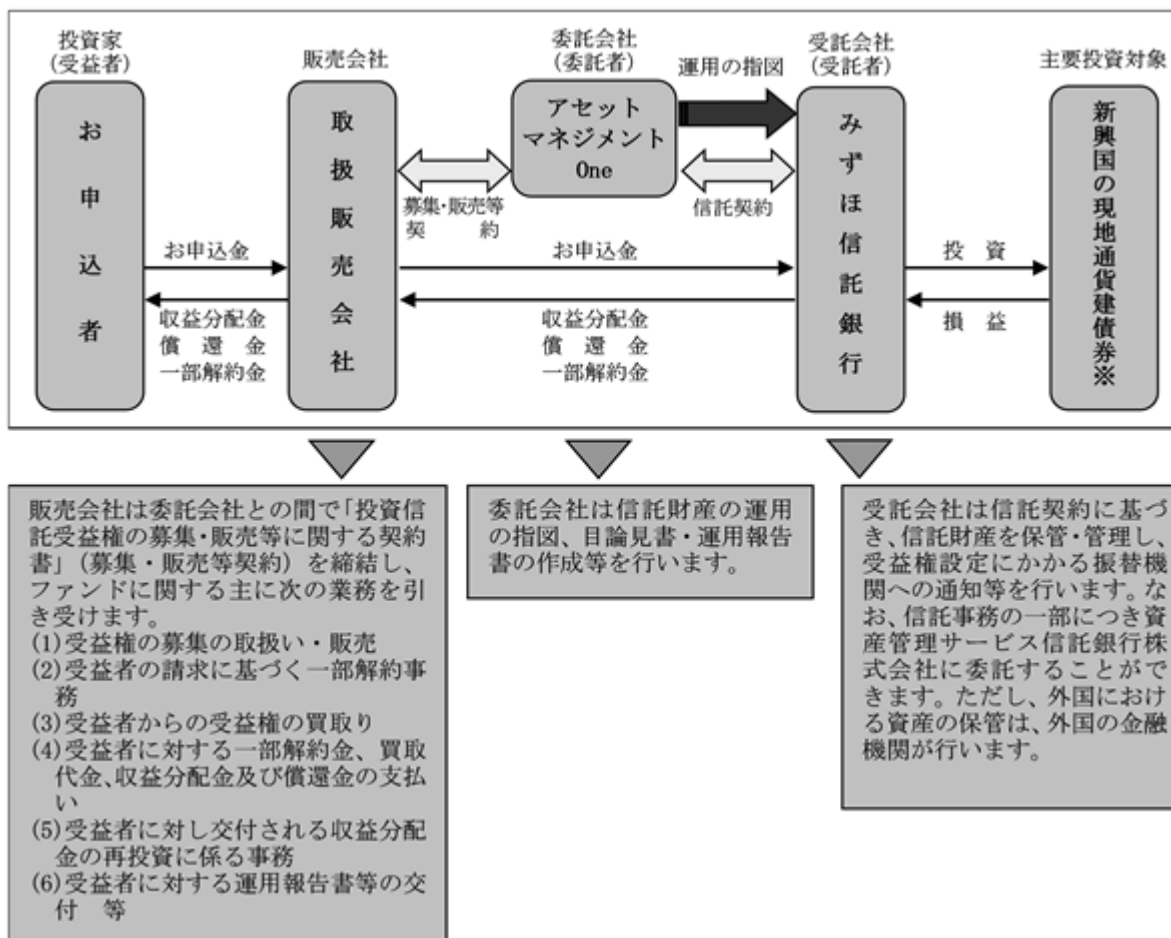 投資家
(受益者)
お申込者
販売会社
取扱販売会社
委託会社
(委託者)
アセット
マネジメント
One
運用の指図
受託会社
(受託者)
みずほ信託銀行
主要投資対象
新興国の現地通貨建債券※
募集・販売等
契　　約
信託契約
お申込金
収益分配金
償　還　金
一部解約金
お申込金
収益分配金
償　還　金
一部解約金
投　資
損　益
販売会社は委託会社との間で「投資信
託受益権の募集・販売等に関する契約
書」（募集・販売等契約）を締結し、
ファンドに関する主に次の業務を引
き受けます。
(1)受益権の募集の取扱い・販売
(2)受益者の請求に基づく一部解約事
務
(3)受益者からの受益権の買取り
(4)受益者に対する一部解約金、買取
代金、収益分配金及び償還金の支払
い
(5)受益者に対し交付される収益分配
金の再投資に係る事務
(6)受益者に対する運用報告書等の交
付　等
委託会社は信託財産の運用
の指図、目論見書・運用報告
書の作成等を行います。
受託会社は信託契約に基づ
き、信託財産を保管・管理し、
受益権設定にかかる振替機
関への通知等を行います。な
お、信託事務の一部につき資
産管理サービス信託銀行株
式会社に委託することがで
きます。ただし、外国におけ
る資産の保管は、外国の金融
機関が行います。